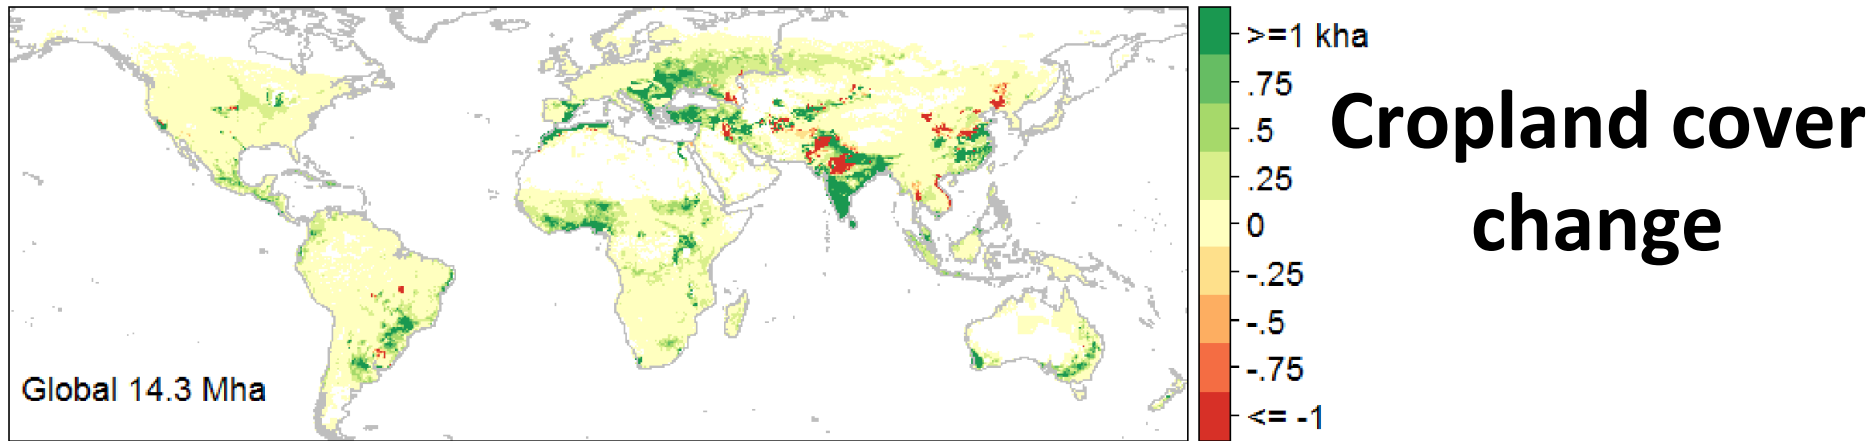 Global 14.3 Mha
>=1 kha
.75
.5
.25
0
-.25
-.5
-.75
<= -1
Cropland cover
change